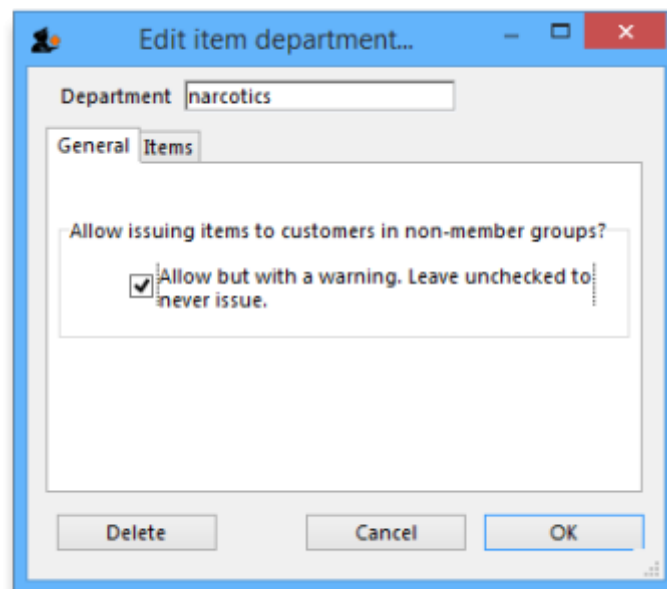 Edit item department...
Department narcotics
General Items
Allow issuing items to customers in non-member groups?
Allow but with a warning. Leave unchecked to
never issue.
Delete Cancel OK